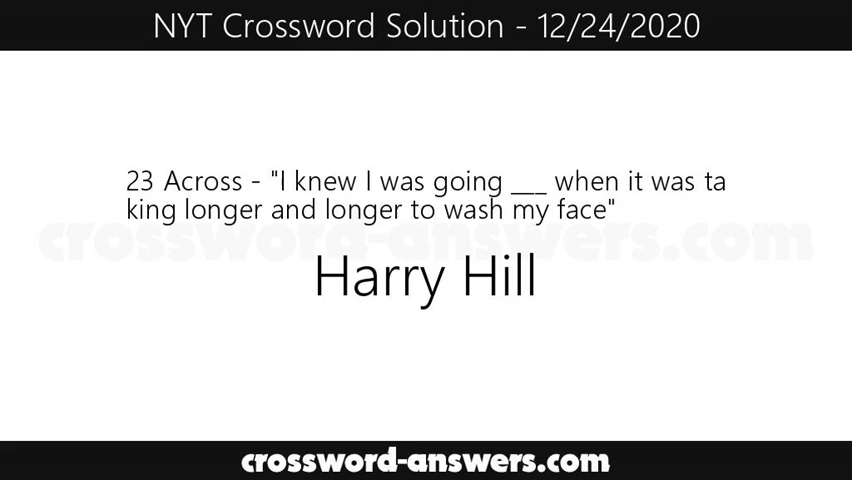 NYT Crossword Solution - 12/24/2020
23 Across - "I knew I was going ___ when it was ta
king longer and longer to wash my face"
crossword-answers.com
Harry Hill
crossword-answers.com